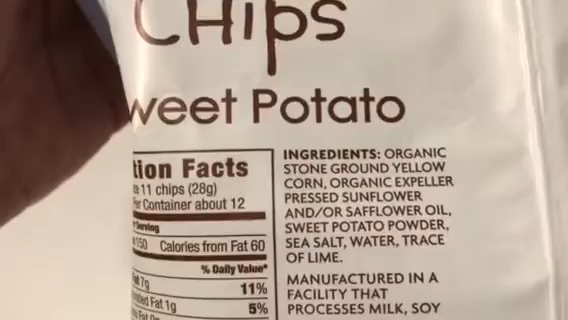 CHips
weet Potato
tion Facts
11 chips (28g)
Container about 12
Serving
150 Calories from Fat 60
% Daily Value*
7g 11%
Fat 1g 5%
INGREDIENTS: ORGANIC
STONE GROUND YELLOW
CORN, ORGANIC EXPELLER
PRESSED SUNFLOWER
AND/OR SAFFLOWER OIL,
SWEET POTATO POWDER,
SEA SALT, WATER, TRACE
OF LIME.
MANUFACTURED IN A
FACILITY THAT
PROCESSES MILK, SOY